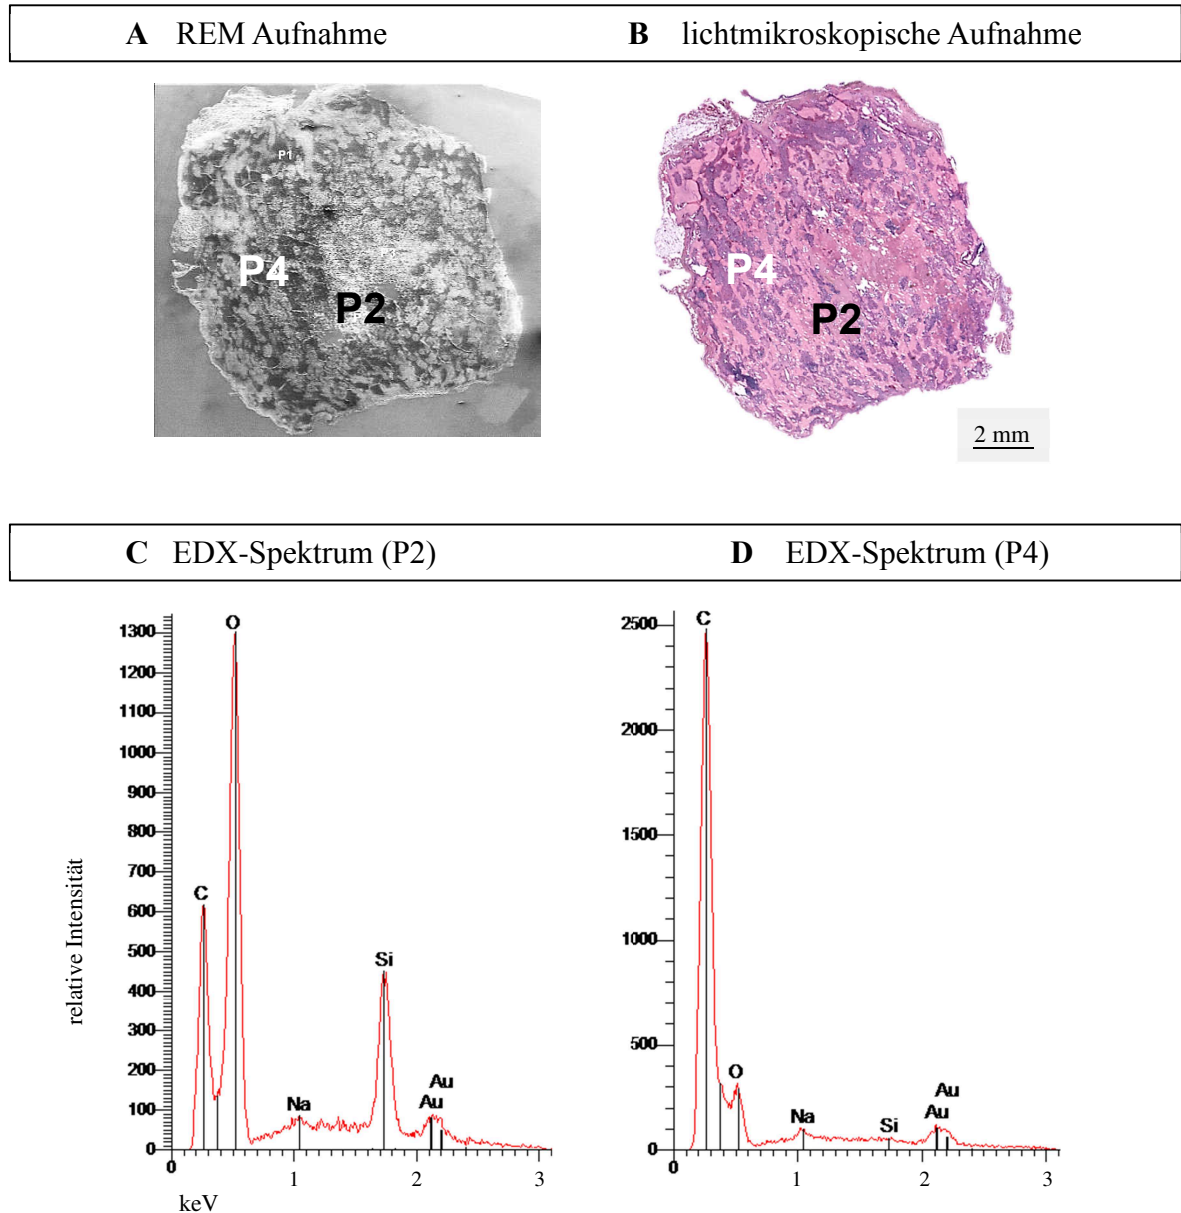 A REM Aufnahme
B lichtmikroskopische Aufnahme
P1
P4
P2
P4
P2
2 mm
C EDX-Spektrum (P2)
D EDX-Spektrum (P4)
relative Intensität
1300
1200
1100
1000
900
800
700
600
500
400
300
200
100
0
O
C
Si
Na
Au
Au
0
1
2
3
keV
2500
2000
1500
1000
500
0
C
O
Na
Si
Au
Au
0
1
2
3